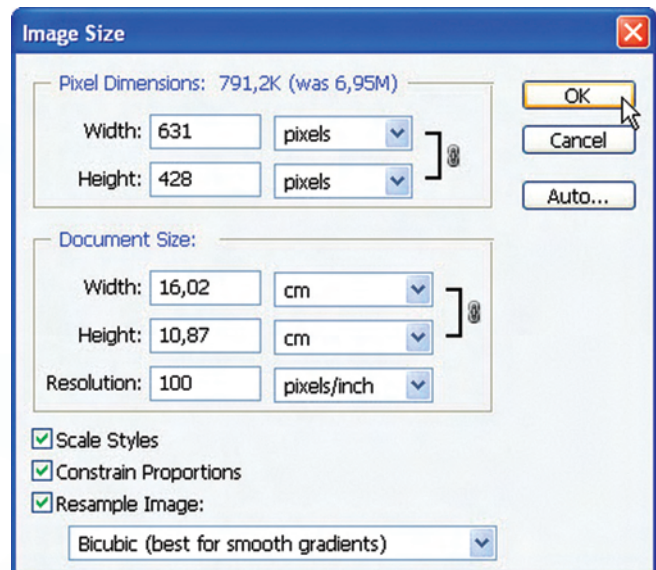 Image Size
Pixel Dimensions: 791,2K (was 6,95M)
Width: 631 pixels
Height: 428 pixels
OK
Cancel
Auto...
Document Size:
Width: 16,02 cm
Height: 10,87 cm
Resolution: 100 pixels/inch
Scale Styles
Constrain Proportions
Resample Image:
Bicubic (best for smooth gradients)